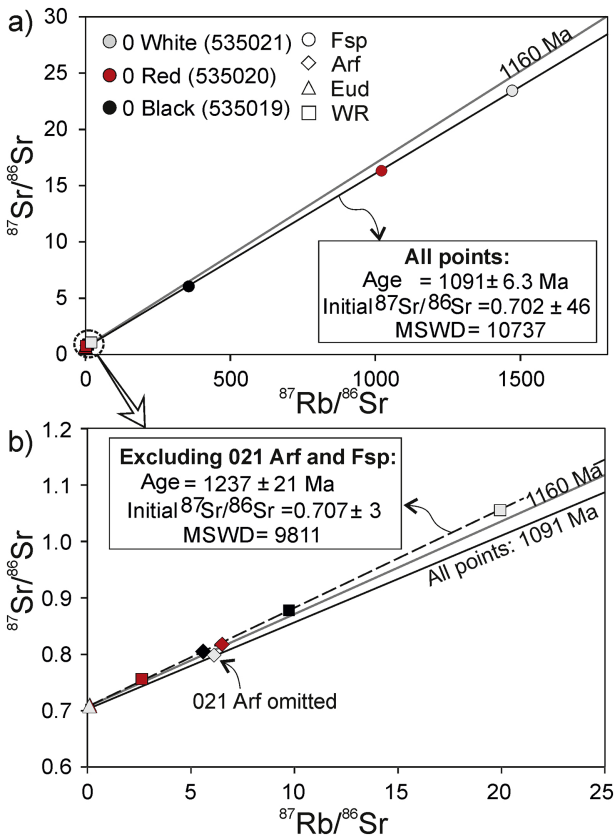 a)
30
25
20
15
10
5
0
⁸⁷Sr/⁸⁶Sr
0 White (535021)
0 Red (535020)
0 Black (535019)
Fsp
Arf
Eud
WR
1160 Ma
All points:
Age = 1091± 6.3 Ma
Initial⁸⁷Sr/⁸⁶Sr =0.702 ± 46
MSWD = 10737
0 500 1000 1500
⁸⁷Rb/⁸⁶Sr
b)
1.2
1.1
1.0
0.9
0.8
0.7
0.6
⁸⁷Sr/⁸⁶Sr
Excluding 021 Arf and Fsp:
Age = 1237 ± 21 Ma
Initial⁸⁷Sr/⁸⁶Sr =0.707± 3
MSWD= 9811
1160 Ma
All points: 1091 Ma
021 Arf omitted
0 5 10 15 20 25
⁸⁷Rb/⁸⁶Sr